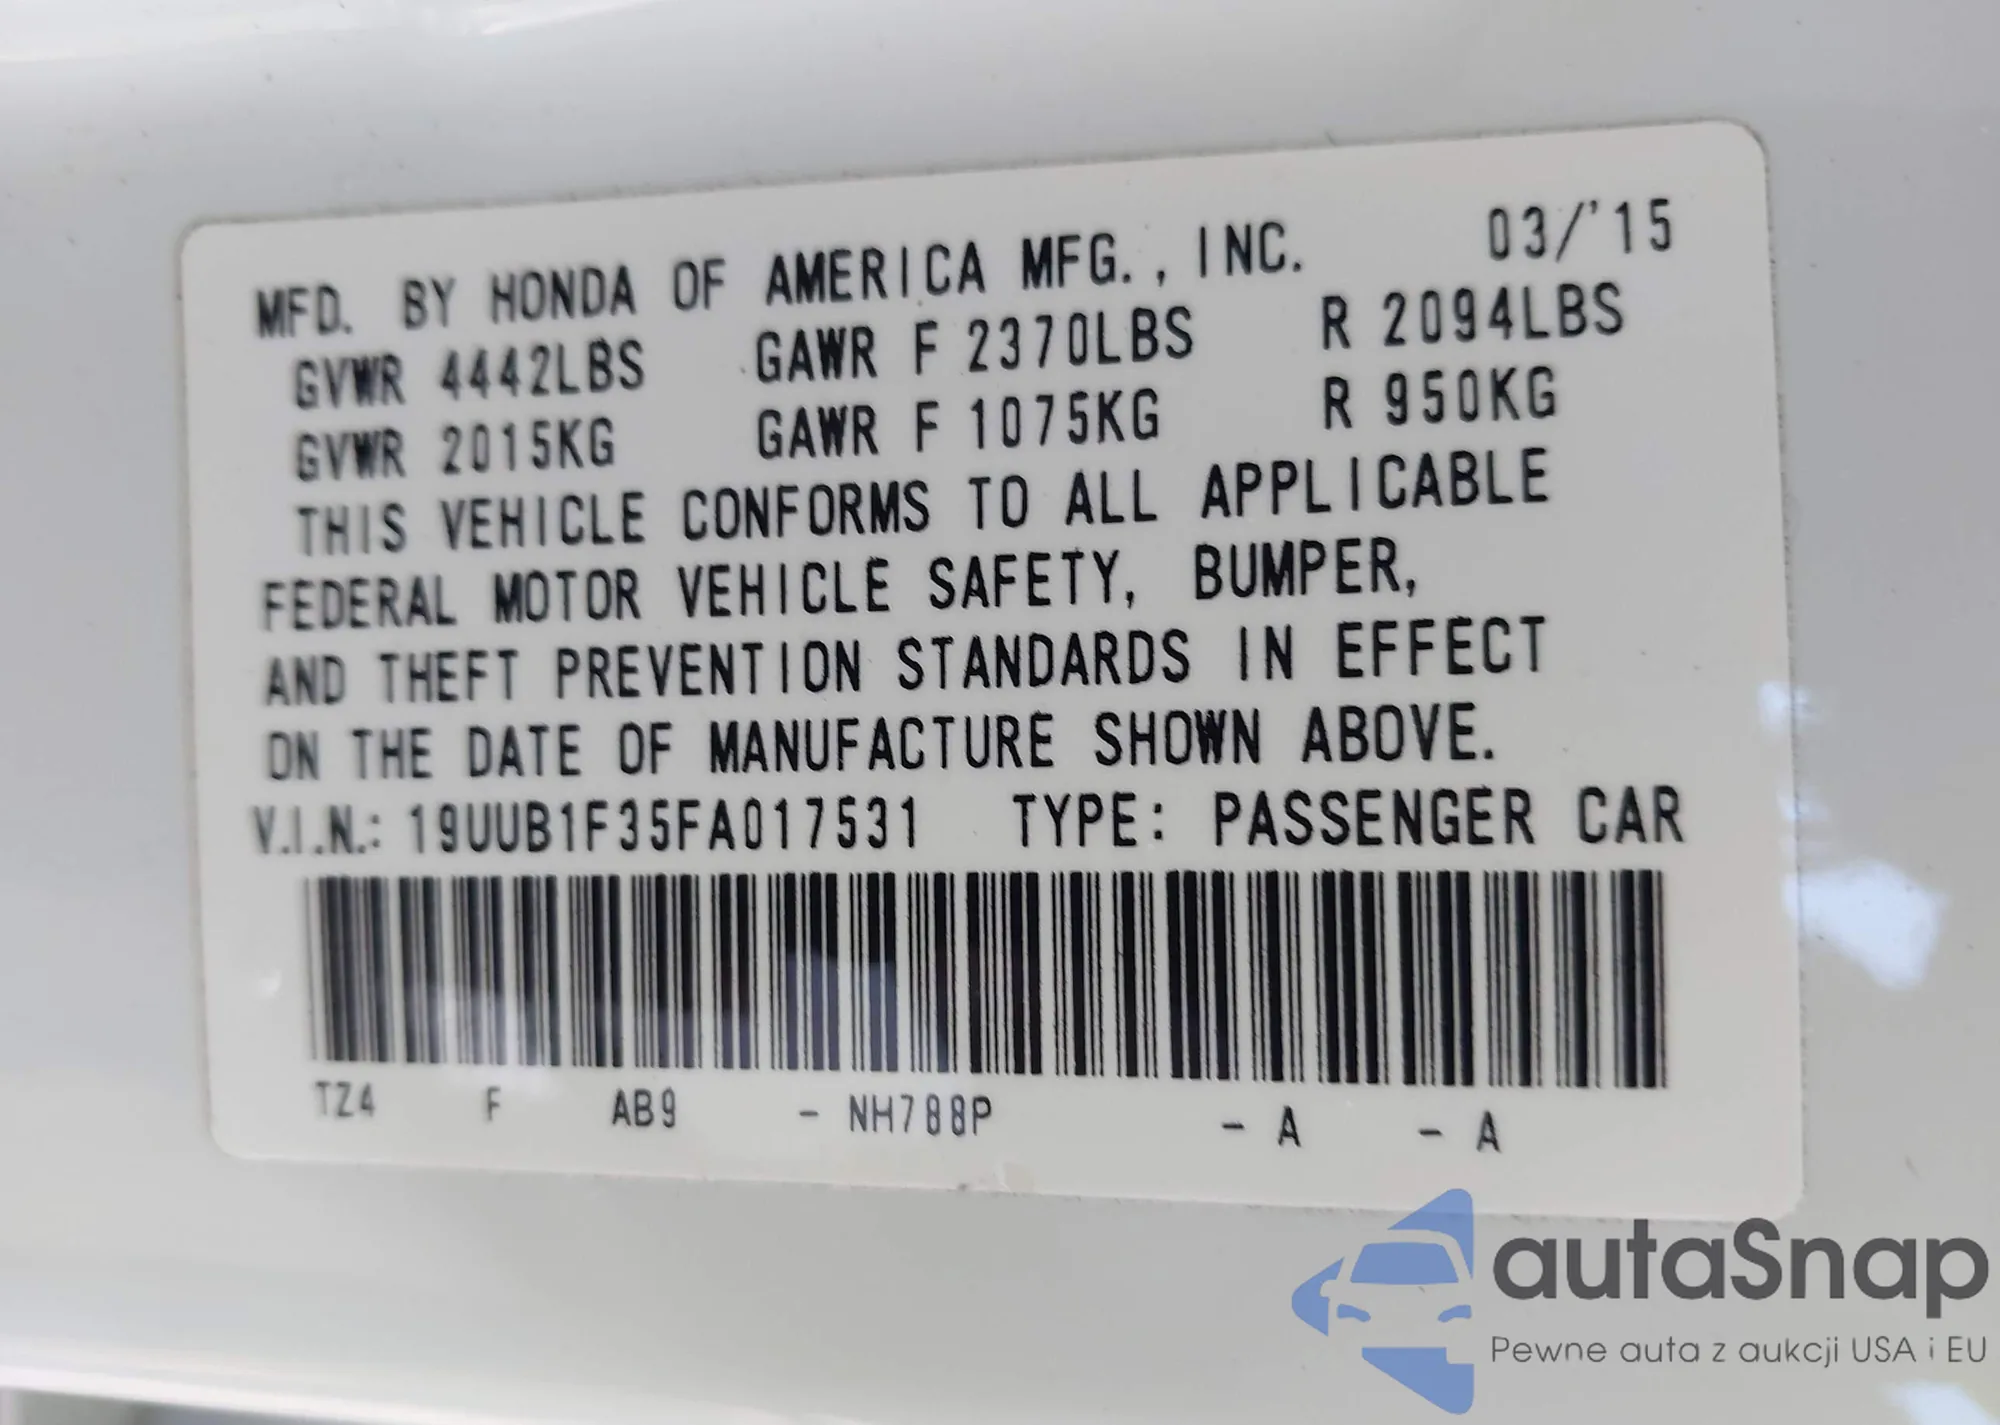 MFD. BY HONDA OF AMERICA MFG., INC. 03/'15
GVWR 4442LBS GAWR F 2370LBS R 2094LBS
GVWR 2015KG GAWR F 1075KG R 950KG
THIS VEHICLE CONFORMS TO ALL APPLICABLE
FEDERAL MOTOR VEHICLE SAFETY, BUMPER,
AND THEFT PREVENTION STANDARDS IN EFFECT
ON THE DATE OF MANUFACTURE SHOWN ABOVE.
V.I.N.: 19UUB1F35FA017531 TYPE: PASSENGER CAR
TZ4 F AB9 - NH788P - A - A
autaSnap
Pewne auta z aukcji USA i EU